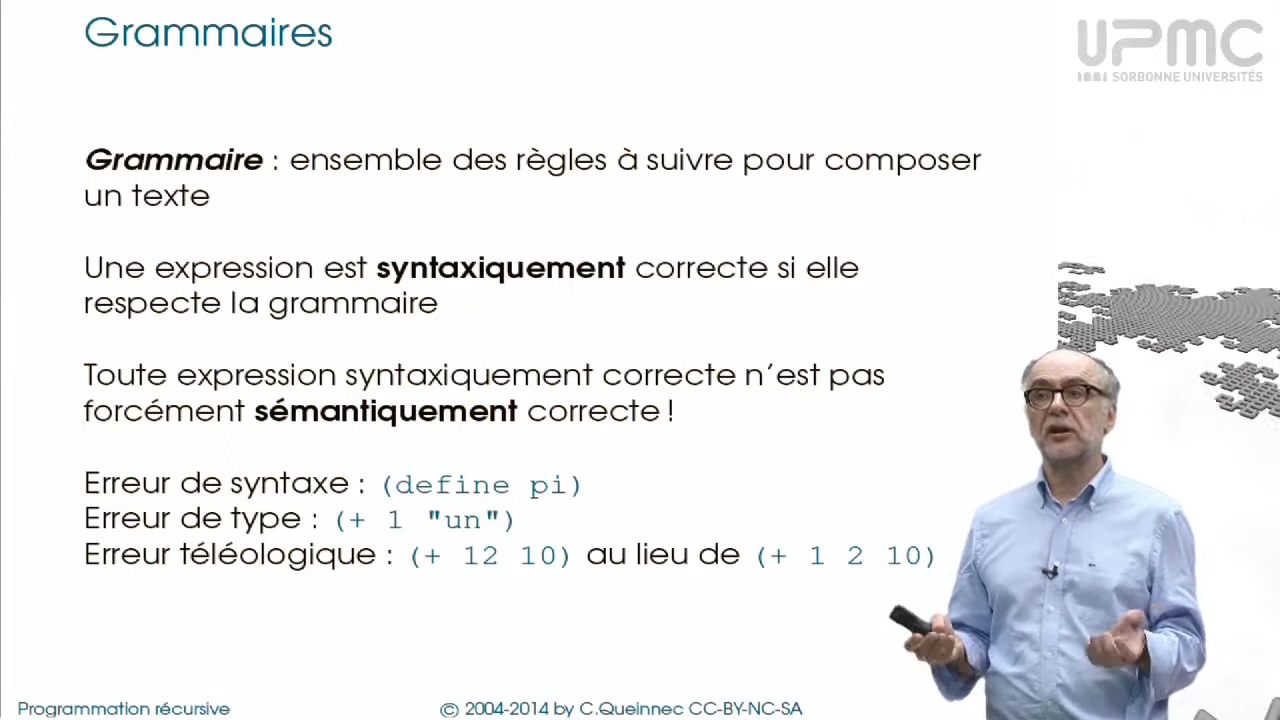 Grammaires
UPMC
SORBONNE UNIVERSITÉS
Grammaire : ensemble des règles à suivre pour composer
un texte
Une expression est syntaxiquement correcte si elle
respecte la grammaire
Toute expression syntaxiquement correcte n'est pas
forcément sémantiquement correcte !
Erreur de syntaxe : (define pi)
Erreur de type : (+ 1 "un")
Erreur téléologique : (+ 12 10) au lieu de (+ 1 2 10)
Programmation récursive
© 2004-2014 by C.Queinnec CC-BY-NC-SA